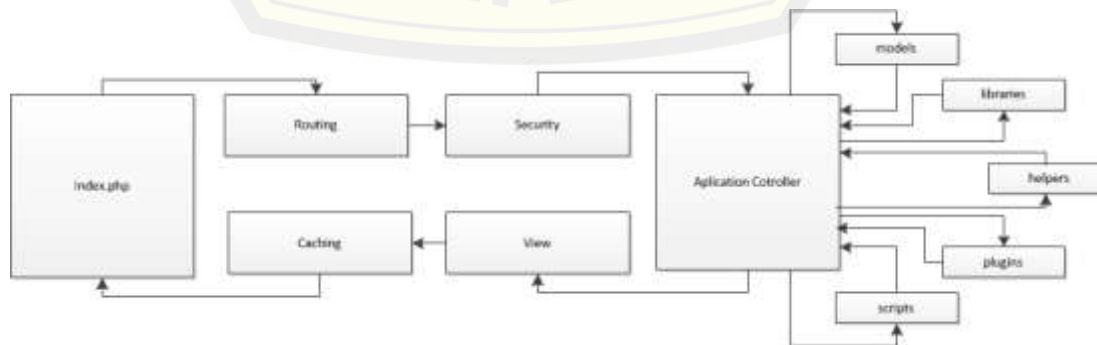 models
libraries
Routing
Security
Index.php
Aplication Cotroller
helpers
Caching
View
plugins
scripts